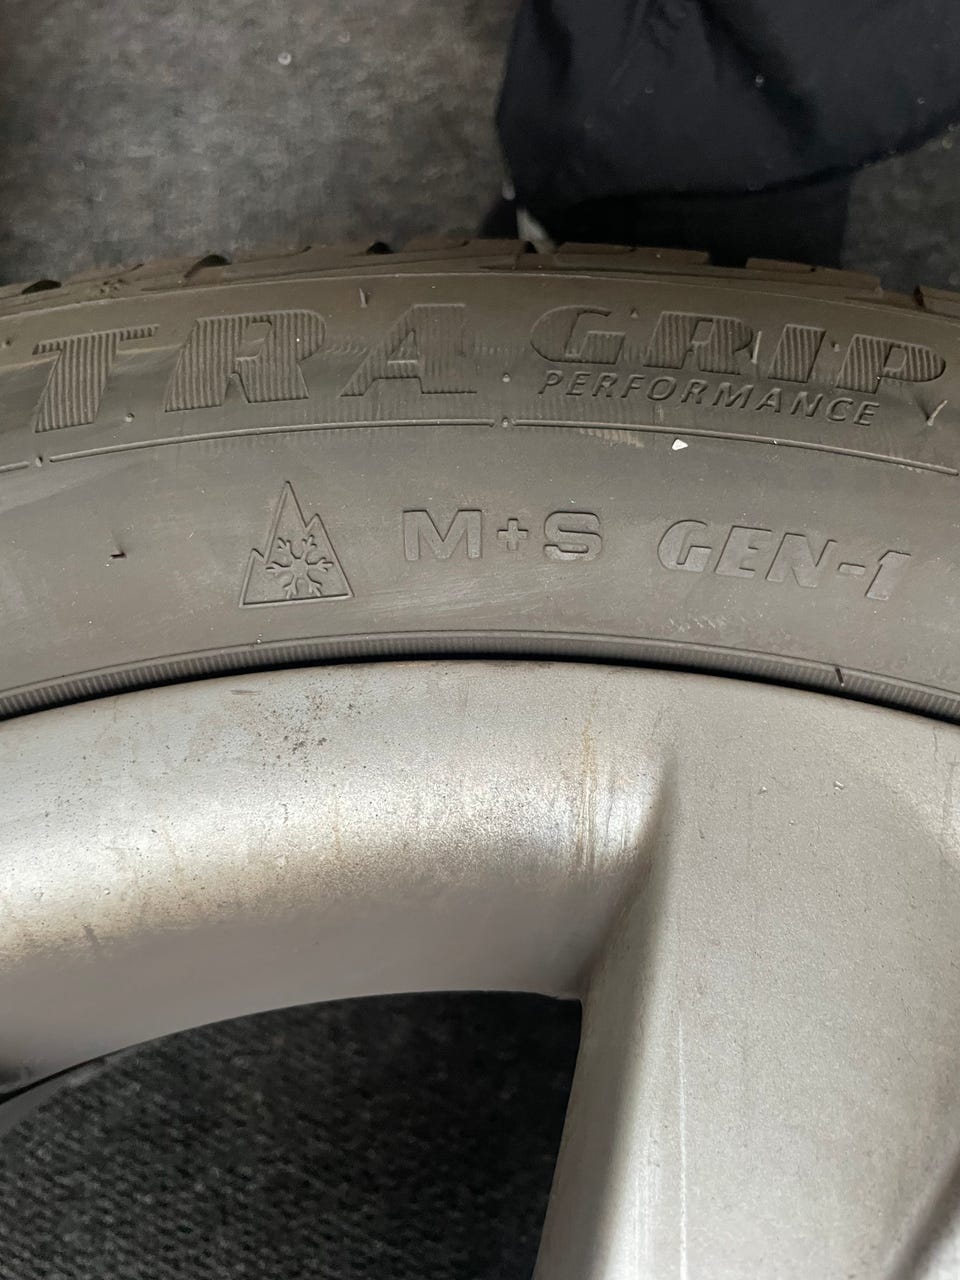 TRA GRIP
PERFORMANCE
M+S GEN-1